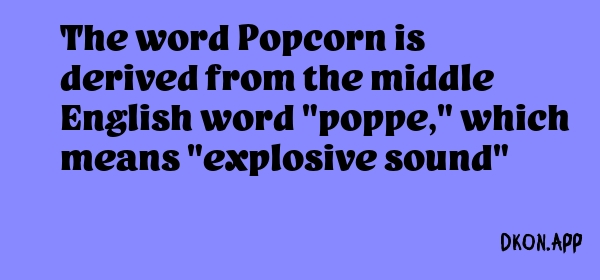 The word Popcorn is
derived from the middle
English word "poppe," which
means "explosive sound"
DKON.APP